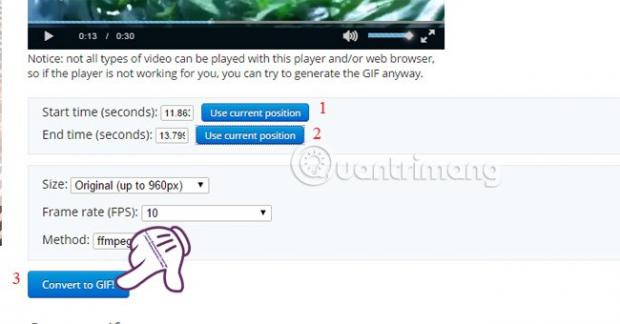 0:13 / 0:30
Notice: not all types of video can be played with this player and/or web browser,
so if the player is not working for you, you can try to generate the GIF anyway.
Start time (seconds): 11.86 Use current position 1
End time (seconds): 13.799 Use current position 2
Quantrimang
Size: Original (up to 960px)
Frame rate (FPS): 10
Method: ffmpeg
3 Convert to GIF!